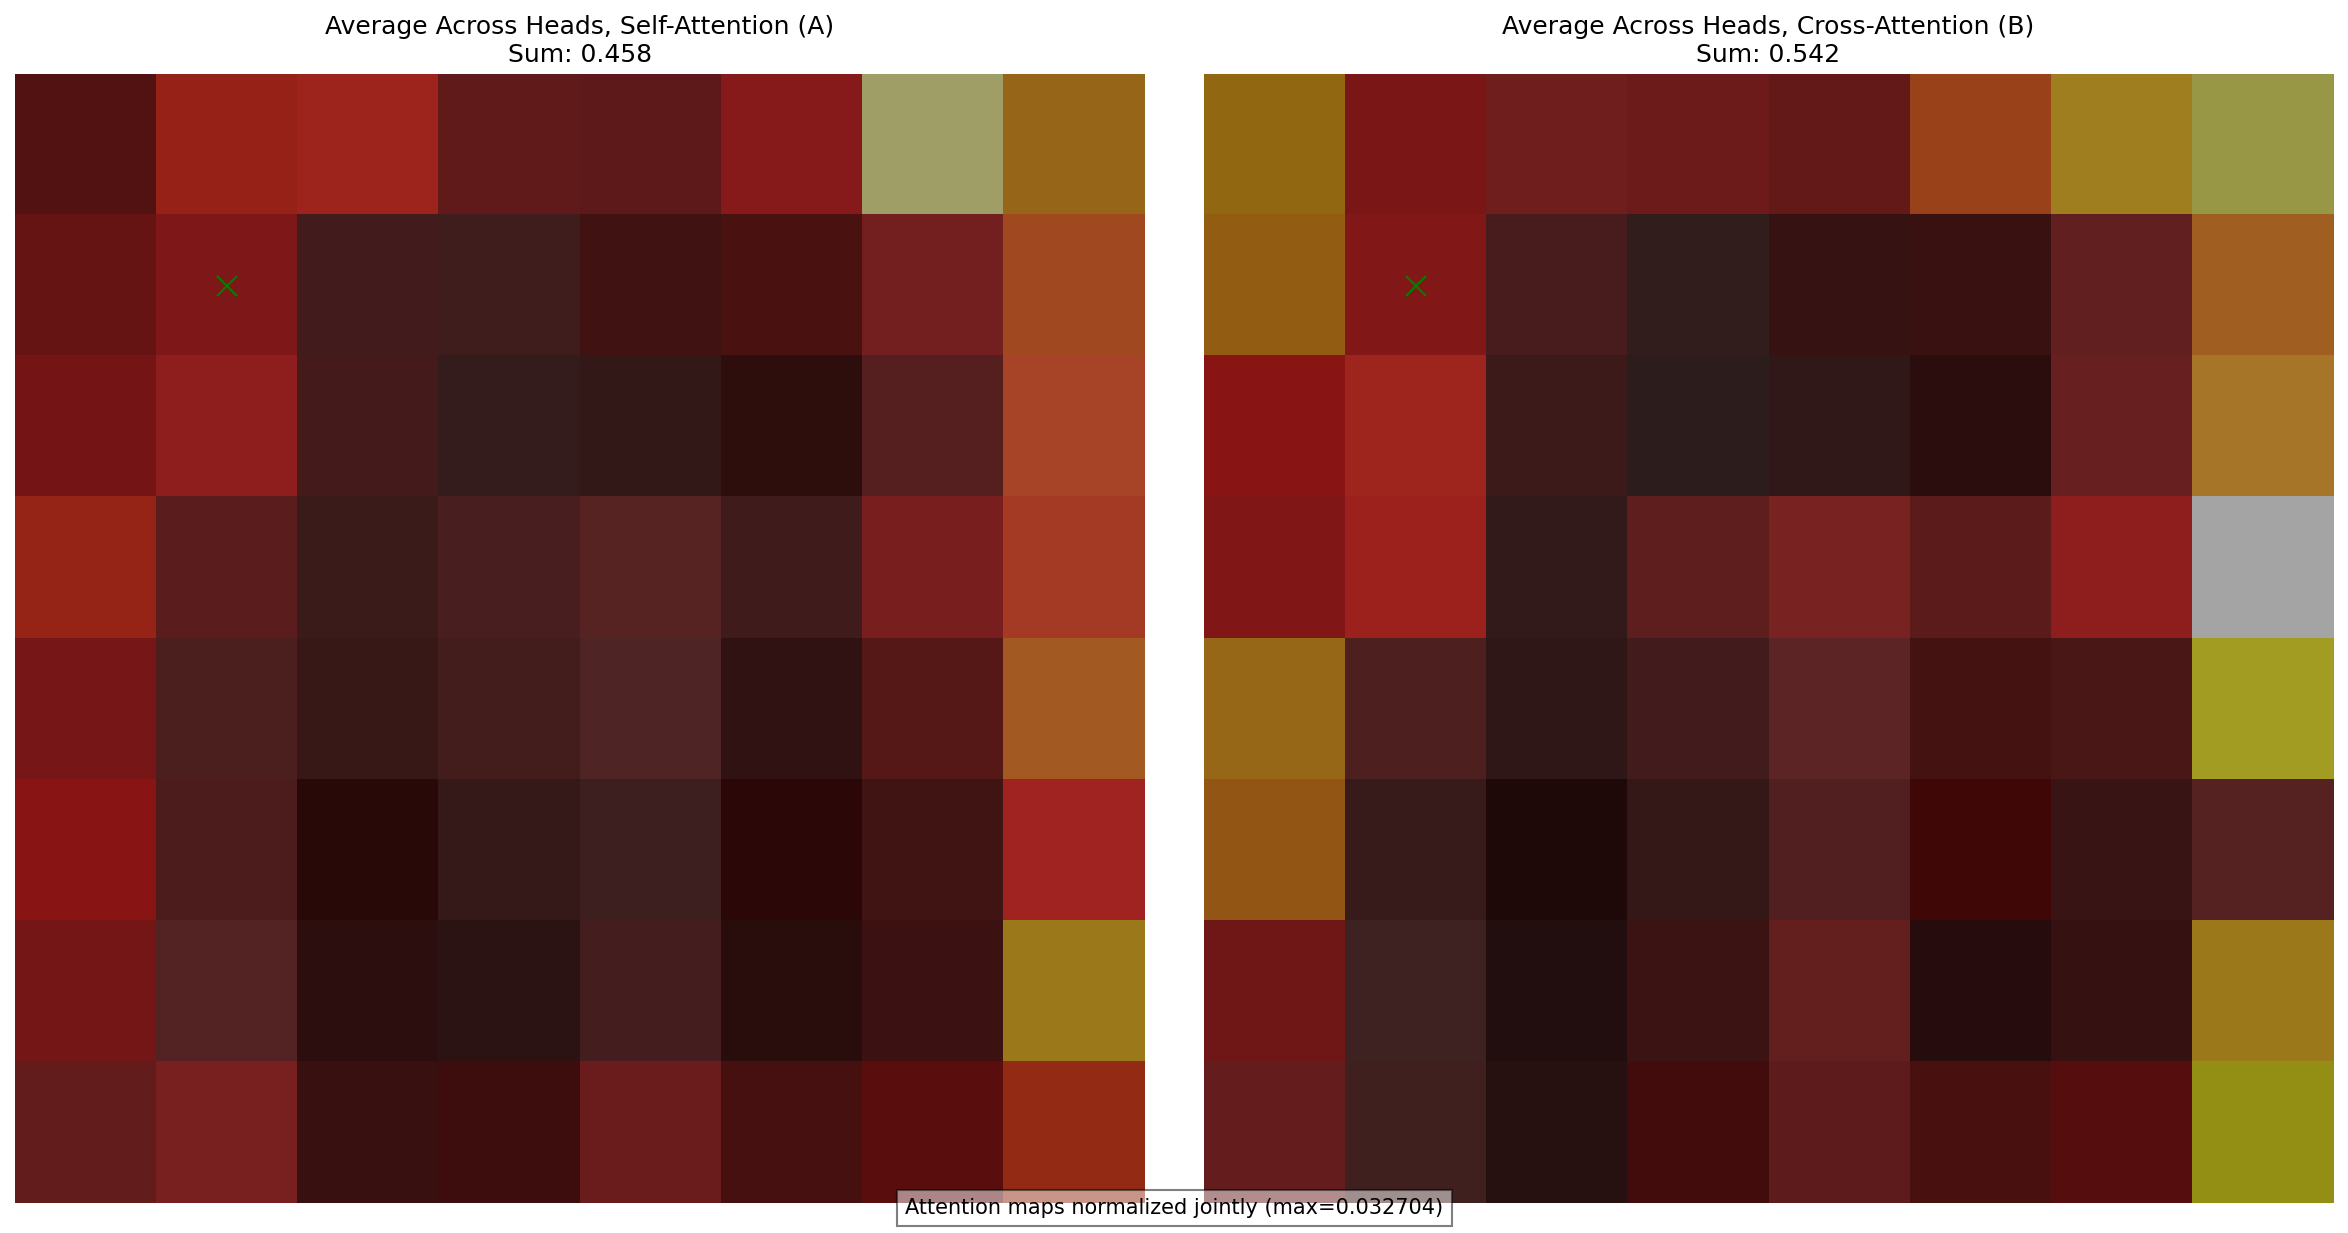 Average Across Heads, Self-Attention (A)
Sum: 0.458
Average Across Heads, Cross-Attention (B)
Sum: 0.542
Attention maps normalized jointly (max=0.032704)